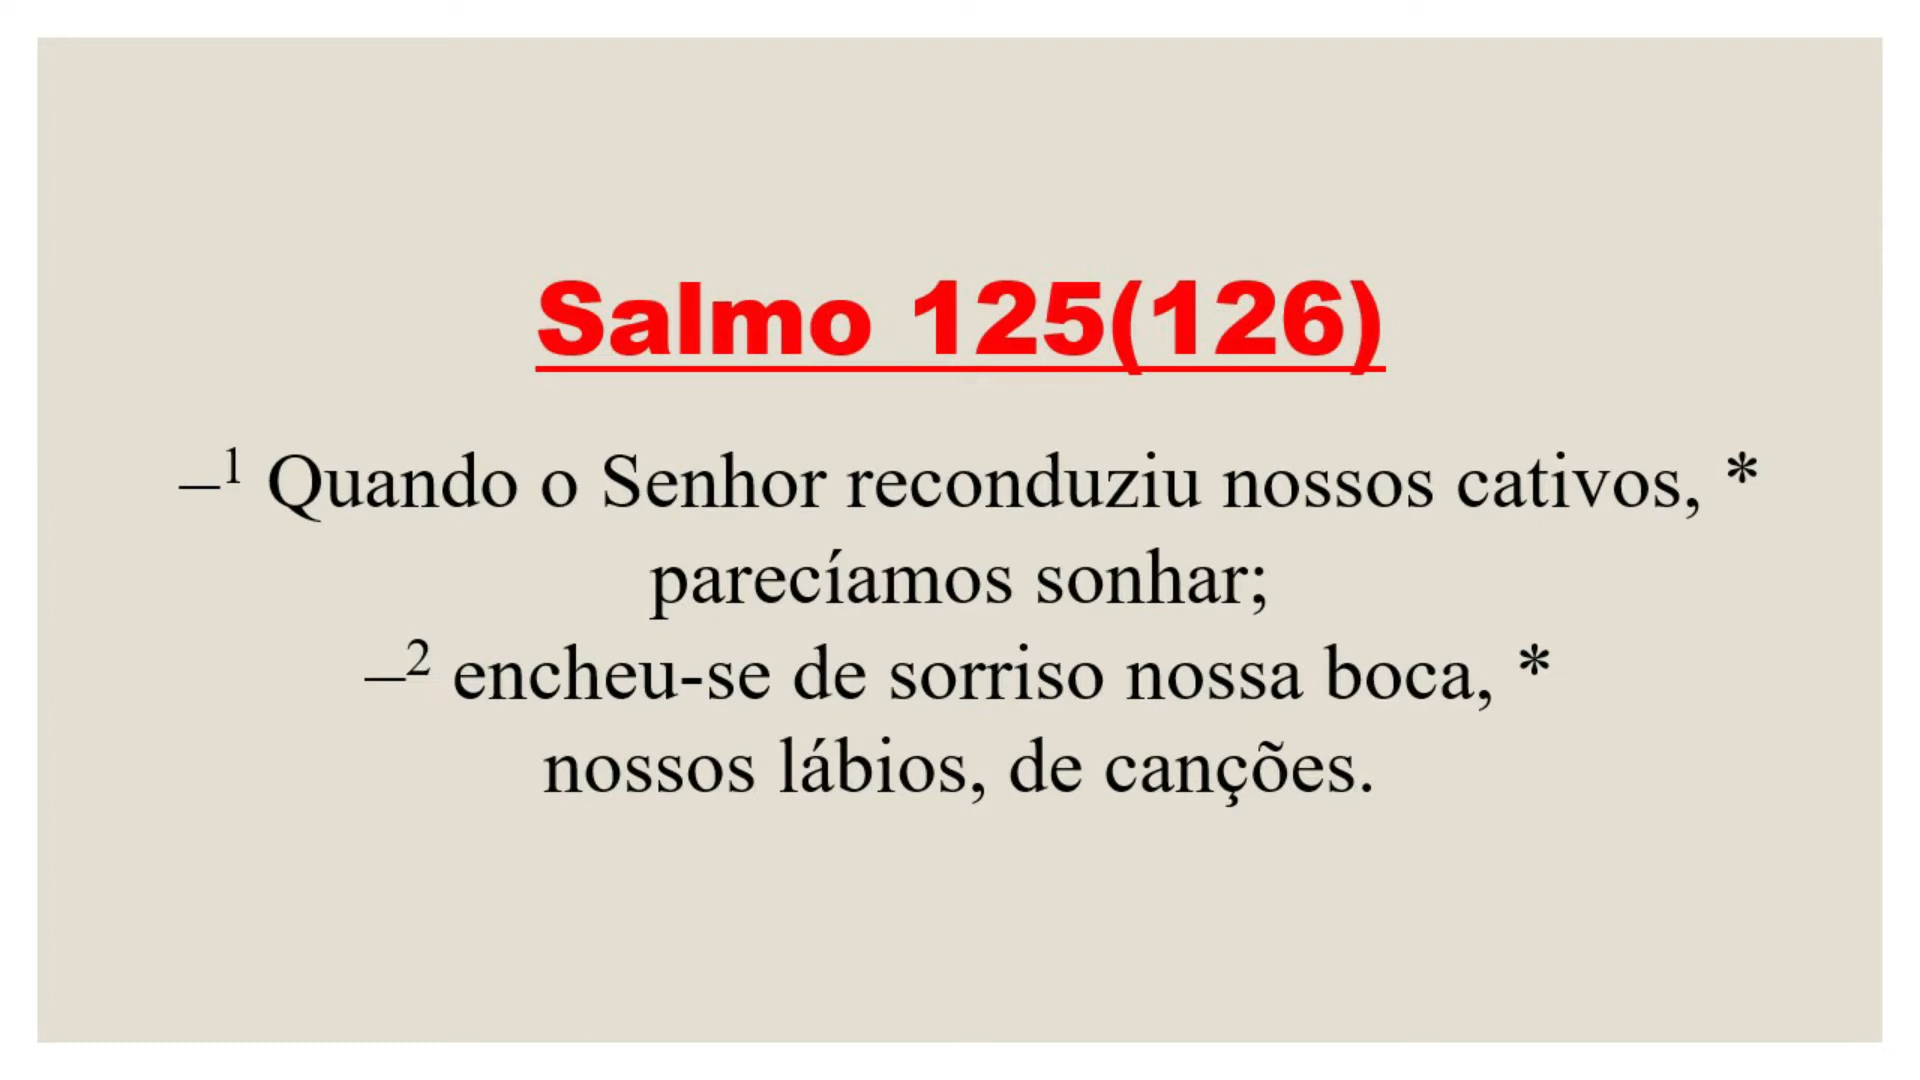 Salmo 125(126)
–¹ Quando o Senhor reconduziu nossos cativos, *
parecíamos sonhar;
–² encheu-se de sorriso nossa boca, *
nossos lábios, de canções.